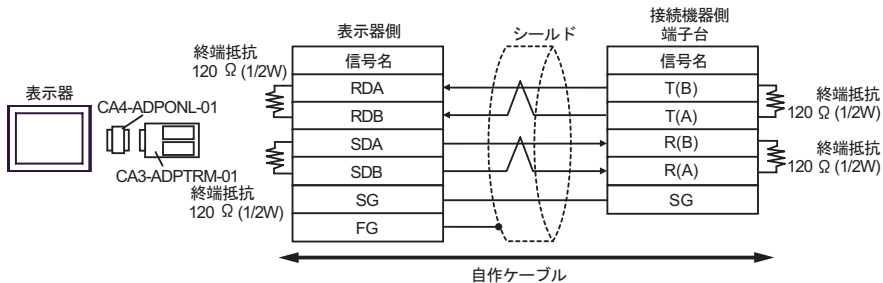 表示器
CA4-ADPONL-01
CA3-ADPTRM-01
終端抵抗
120 Ω (1/2W)
終端抵抗
120 Ω (1/2W)
表示器側
信号名
RDA
RDB
SDA
SDB
SG
FG
シールド
接続機器側
端子台
信号名
T(B)
T(A)
R(B)
R(A)
SG
終端抵抗
120 Ω (1/2W)
終端抵抗
120 Ω (1/2W)
自作ケーブル